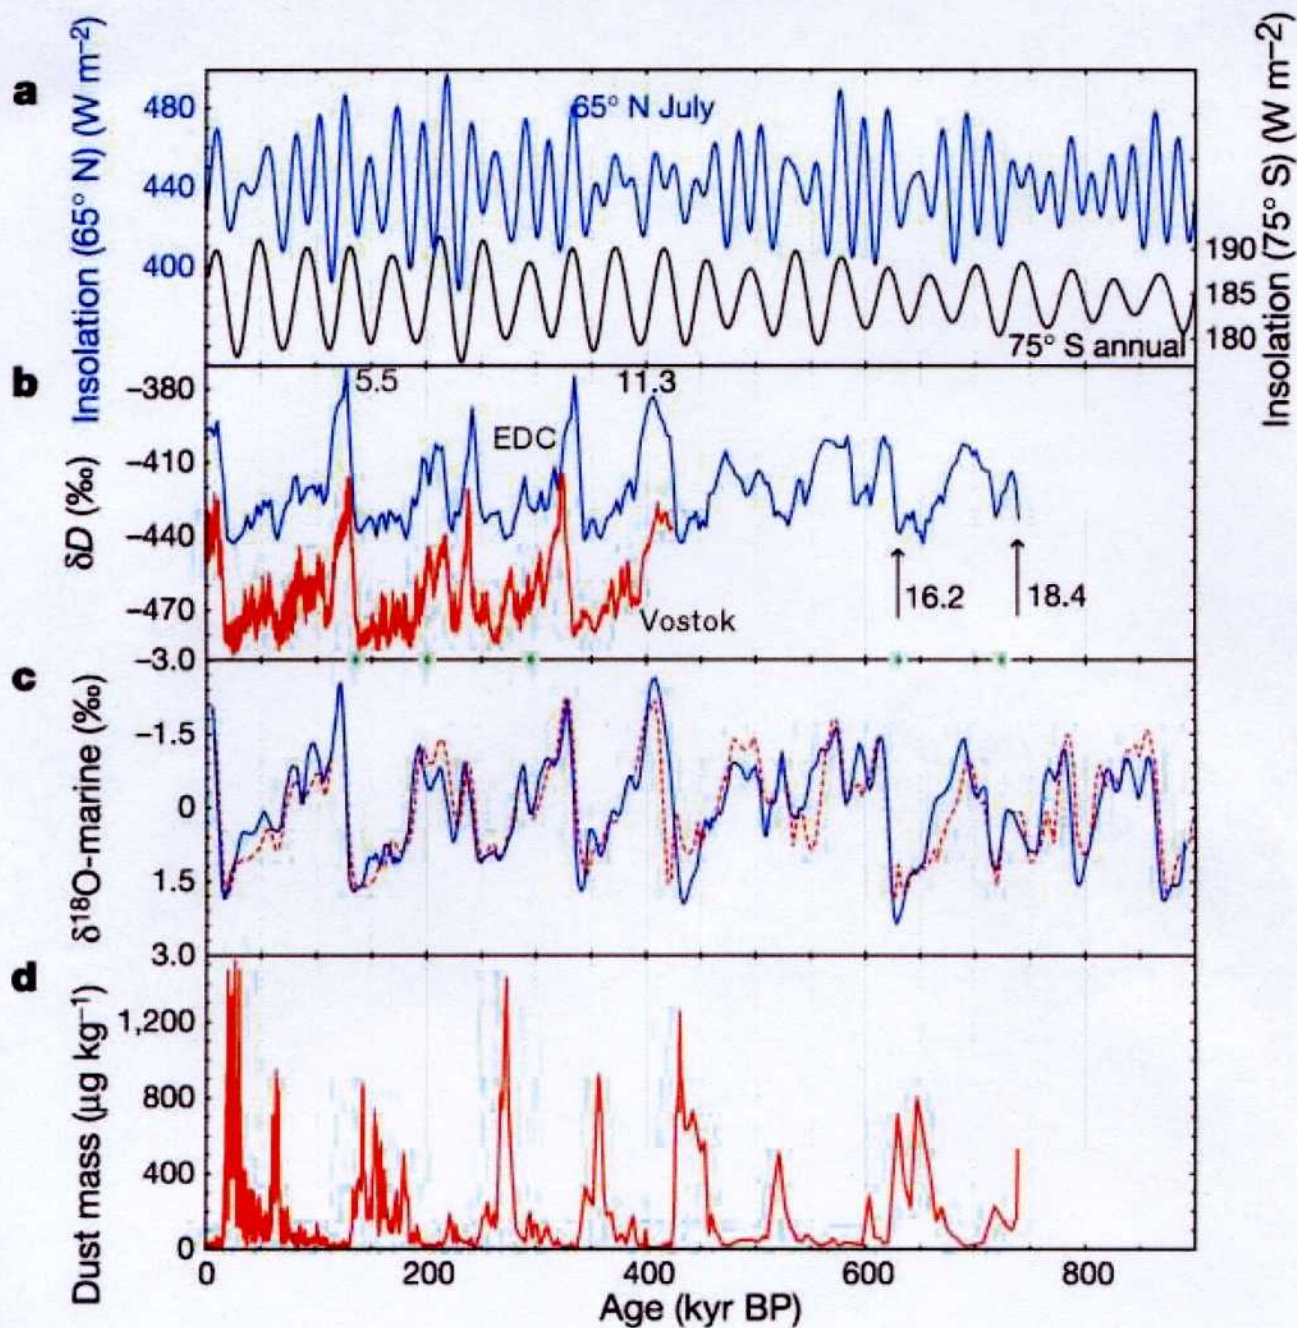 a
Insolation (65° N) (W m⁻²)
480
440
400
65° N July
190
185
180
75° S annual
Insolation (75° S) (W m⁻²)
b
δD (‰)
−380
−410
−440
−470
5.5
11.3
EDC
Vostok
16.2
18.4
c
δ¹⁸O-marine (‰)
−3.0
−1.5
0
1.5
3.0
d
Dust mass (μg kg⁻¹)
1,200
800
400
0
0
200
400
600
800
Age (kyr BP)